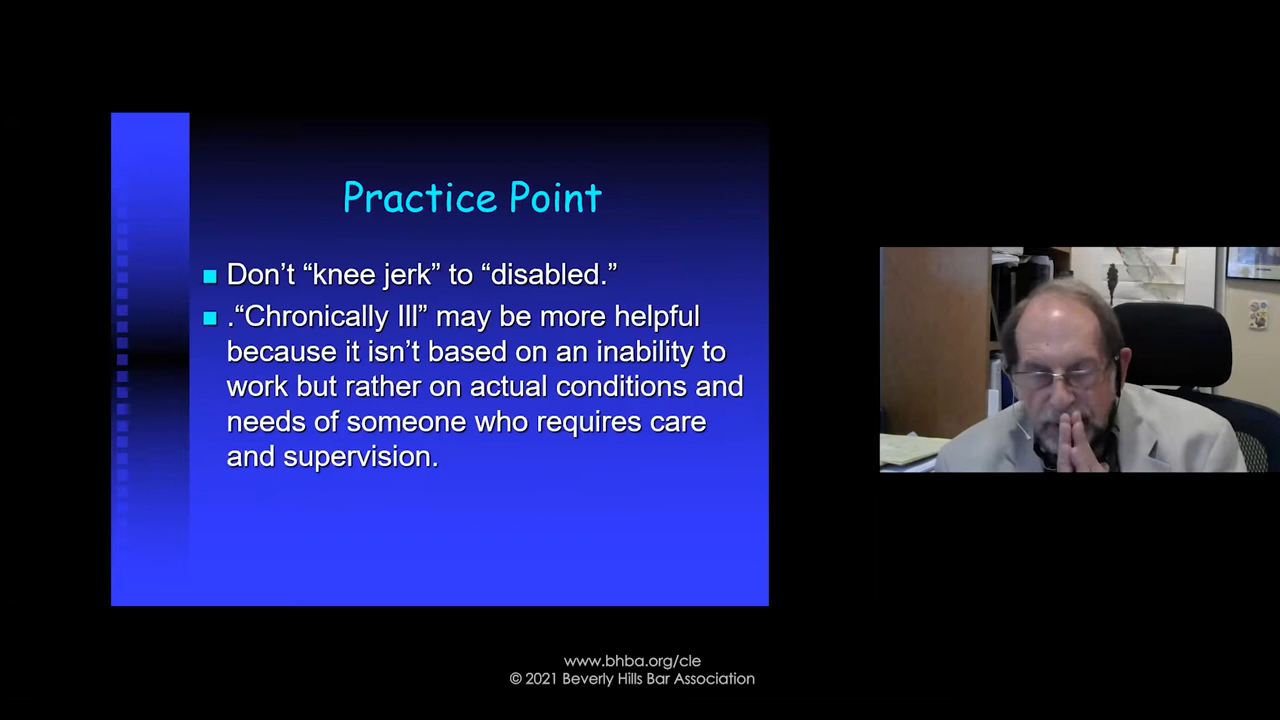 Practice Point
Don’t “knee jerk” to “disabled.”
.“Chronically Ill” may be more helpful
because it isn’t based on an inability to
work but rather on actual conditions and
needs of someone who requires care
and supervision.
www.bhba.org/cle
© 2021 Beverly Hills Bar Association